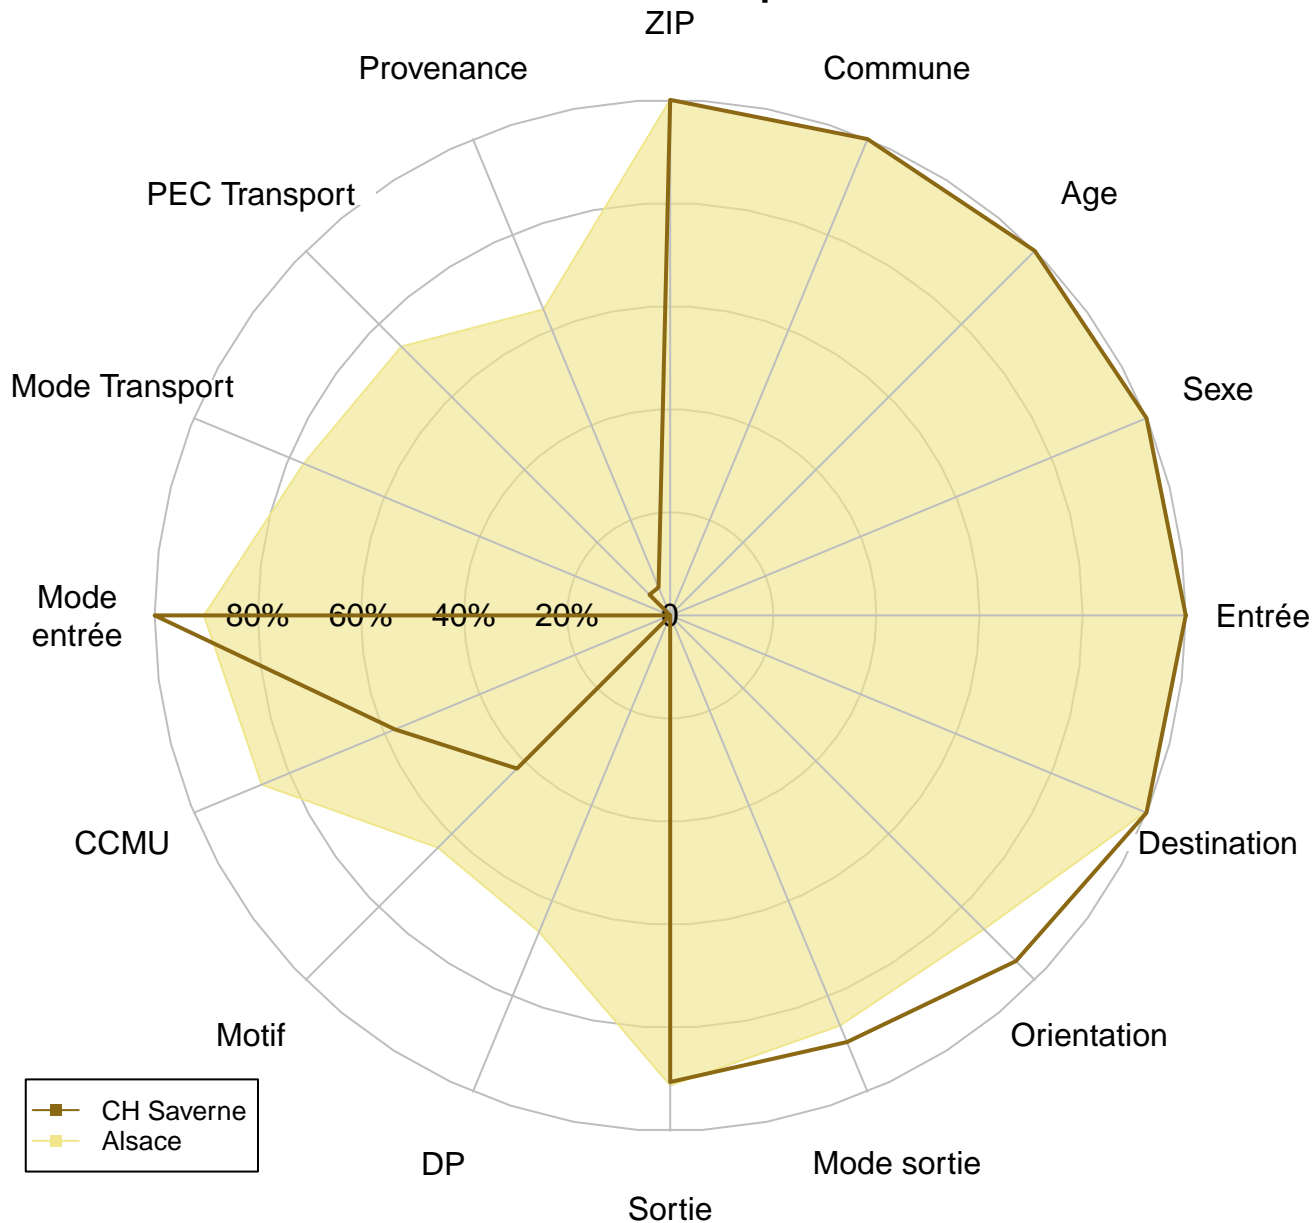 ZIP
Provenance
Commune
PEC Transport
Age
Mode Transport
Sexe
Mode
entrée
80%
60%
40%
20%
0
Entrée
CCMU
Destination
Motif
Orientation
DP
Mode sortie
Sortie
CH Saverne
Alsace